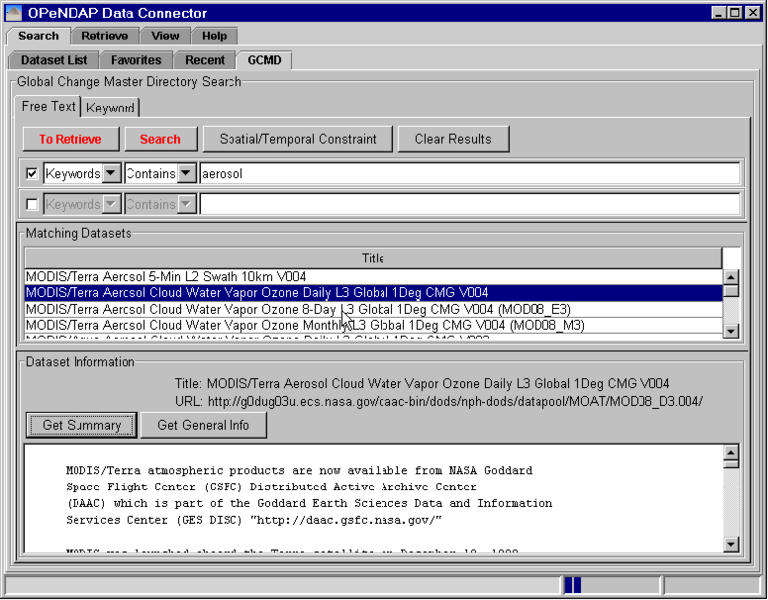 OPeNDAP Data Connector
Search Retrieve View Help
Dataset List Favorites Recent GCMD
Global Change Master Directory Search
Free Text Keyword
To Retrieve Search Spatial/Temporal Constraint Clear Results
Keywords Contains aerosol
Keywords Contains
Matching Datasets
Title
MODIS/Terra Aerosol 5-Min L2 Swath 10km V004
MODIS/Terra Aerosol Cloud Water Vapor Ozone Daily L3 Global 1Deg CMG V004
MODIS/Terra Aerosol Cloud Water Vapor Ozone 8-Day L3 Global 1Deg CMG V004 (MOD08_E3)
MODIS/Terra Aerosol Cloud Water Vapor Ozone Monthly L3 Global 1Deg CMG V004 (MOD08_M3)
Dataset Information
Title: MODIS/Terra Aerosol Cloud Water Vapor Ozone Daily L3 Global 1Deg CMG V004
URL: http://g0dug03u.ecs.nasa.gov/daac-bin/dods/nph-dods/datapool/MOAT/MOD08_D3.004/
Get Summary Get General Info
MODIS/Terra atmospheric products are now available from NASA Goddard
Space Flight Center (GSFC) Distributed Active Archive Center
(DAAC) which is part of the Goddard Earth Sciences Data and Information
Services Center (GES DISC) "http://daac.gsfc.nasa.gov/"